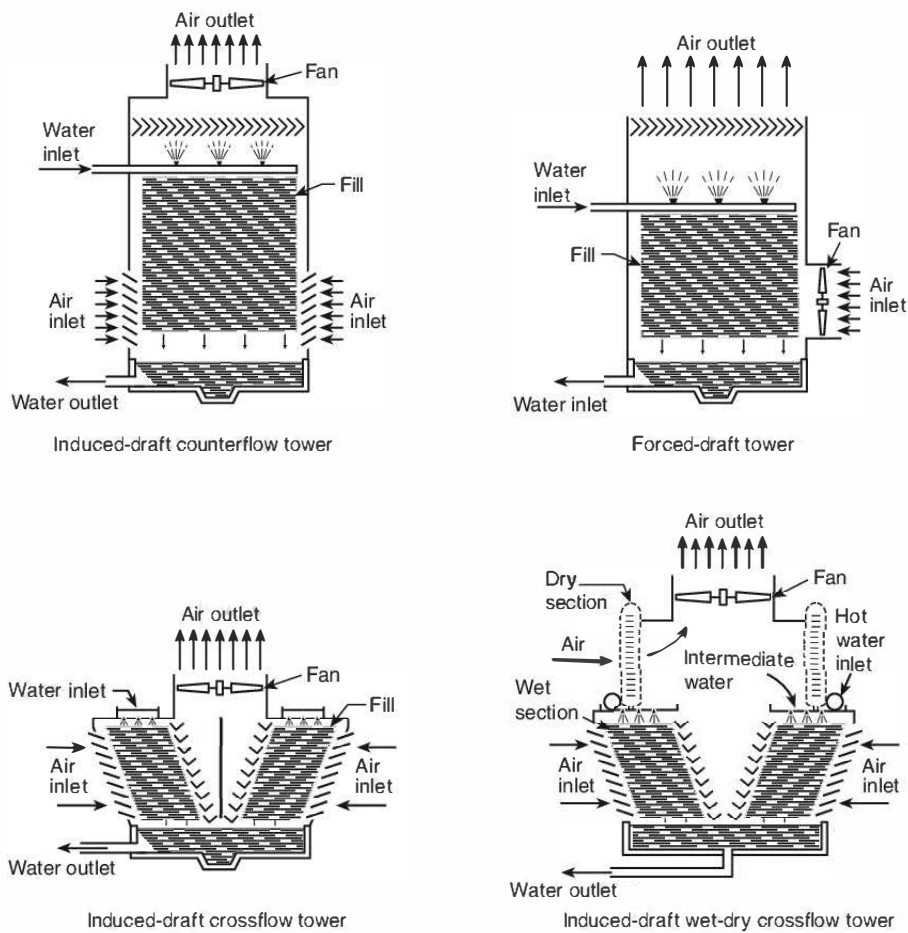 Air outlet
Fan
Water
inlet
Fill
Air
inlet
Air
inlet
Water outlet
Induced-draft counterflow tower
Air outlet
Water
inlet
Fan
Fill
Air
inlet
Water inlet
Forced-draft tower
Air outlet
Fan
Water inlet
Fill
Air
inlet
Air
inlet
Water outlet
Induced-draft crossflow tower
Air outlet
Dry
section
Fan
Hot
water
inlet
Air
Intermediate
water
Wet
section
Air
inlet
Air
inlet
Water outlet
Induced-draft wet-dry crossflow tower